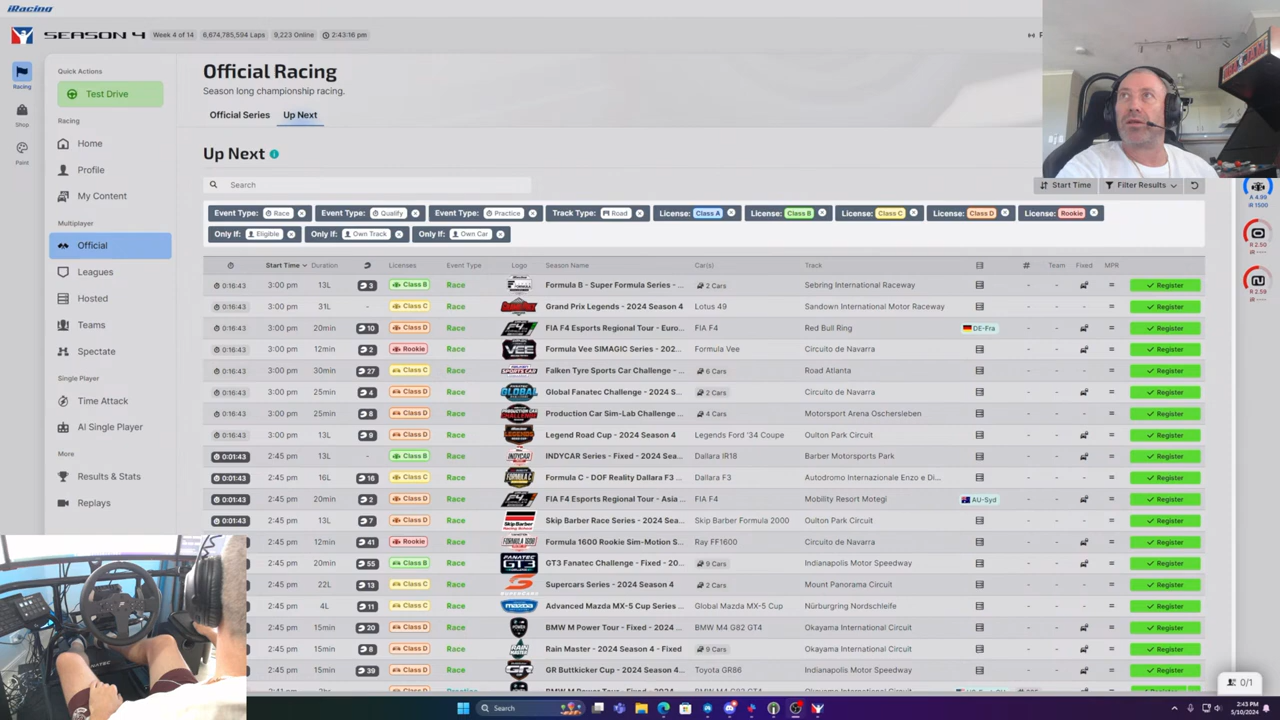 iRacing
SEASON 4 Week 4 of 14 6,674,785,594 Laps 9,223 Online 2:43:16 pm
Racing
Shop
Paint
Quick Actions
Test Drive
Racing
Home
Profile
My Content
Multiplayer
Official
Leagues
Hosted
Teams
Spectate
Single Player
Time Attack
AI Single Player
More
Results & Stats
Replays
Official Racing
Season long championship racing.
Official Series Up Next
Up Next
Search
Start Time Filter Results
Event Type: Race Event Type: Qualify Event Type: Practice Track Type: Road License: Class A License: Class B License: Class C License: Class D License: Rookie
Only If: Eligible Only If: Own Track Only If: Own Car
Start Time Duration Licenses Event Type Logo Season Name Car(s) Track # Team Fixed MPR
0:16:43 3:00 pm 13L 3 Class B Race Formula B - Super Formula Series - ... 2 Cars Sebring International Raceway - - = Register
0:16:43 3:00 pm 31L - Class C Race Grand Prix Legends - 2024 Season 4 Lotus 49 Sandown International Motor Raceway - - = Register
0:16:43 3:00 pm 20min 10 Class D Race FIA F4 Esports Regional Tour - Euro... FIA F4 Red Bull Ring DE-Fra - - = Register
0:16:43 3:00 pm 12min 2 Rookie Race Formula Vee SIMAGIC Series - 202... Formula Vee Circuito de Navarra - - = Register
0:16:43 3:00 pm 30min 27 Class C Race Falken Tyre Sports Car Challenge - ... 6 Cars Road Atlanta - - = Register
0:16:43 3:00 pm 25min 4 Class D Race Global Fanatec Challenge - 2024 S... 2 Cars Circuito de Navarra - - = Register
0:16:43 3:00 pm 25min 8 Class D Race Production Car Sim-Lab Challenge ... 4 Cars Motorsport Arena Oschersleben - - = Register
0:16:43 3:00 pm 13L 9 Class D Race Legend Road Cup - 2024 Season 4... Legends Ford '34 Coupe Oulton Park Circuit - - = Register
0:01:43 2:45 pm 13L - Class B Race INDYCAR Series - Fixed - 2024 Sea... Dallara IR18 Barber Motorsports Park - - = Register
0:01:43 2:45 pm 16L 16 Class C Race Formula C - DOF Reality Dallara F3 ... Dallara F3 Autodromo Internazionale Enzo e Di... - - = Register
0:01:43 2:45 pm 20min 2 Class D Race FIA F4 Esports Regional Tour - Asia ... FIA F4 Mobility Resort Motegi AU-Syd - - = Register
0:01:43 2:45 pm 13L 7 Class D Race Skip Barber Race Series - 2024 Sea... Skip Barber Formula 2000 Oulton Park Circuit - - = Register
2:45 pm 12min 41 Rookie Race Formula 1600 Rookie Sim-Motion S... Ray FF1600 Circuito de Navarra - - = Register
2:45 pm 20min 55 Class B Race GT3 Fanatec Challenge - Fixed - 20... 9 Cars Indianapolis Motor Speedway - - = Register
2:45 pm 22L 13 Class C Race Supercars Series - 2024 Season 4 2 Cars Mount Panorama Circuit - - = Register
2:45 pm 4L 11 Class C Race Advanced Mazda MX-5 Cup Series ... Global Mazda MX-5 Cup Nürburgring Nordschleife - - = Register
2:45 pm 15min 20 Class D Race BMW M Power Tour - Fixed - 2024 ... BMW M4 G82 GT4 Okayama International Circuit - - = Register
2:45 pm 15min 8 Class D Race Rain Master - 2024 Season 4 - Fixed 9 Cars Okayama International Circuit - - = Register
2:45 pm 15min 39 Class D Race GR Buttkicker Cup - 2024 Season 4... Toyota GR86 Indianapolis Motor Speedway - - = Register
A 4.99
iR 1500
R 2.50
R 2.59
0/1
Search
2:43 PM
5/10/2024